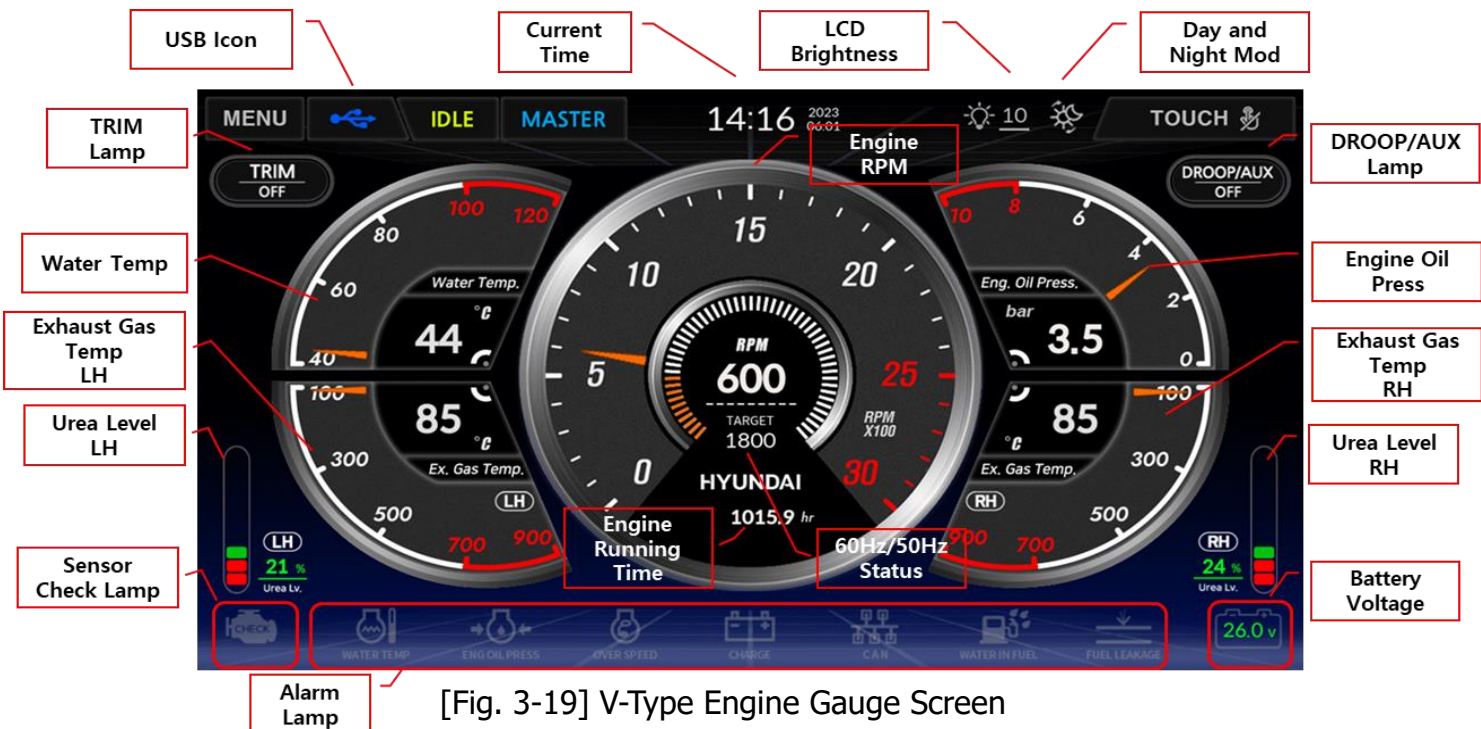 USB Icon
Current
Time
LCD
Brightness
Day and
Night Mod
TRIM
Lamp
MENU
IDLE
MASTER
14:16
2023
06:01
10
TOUCH
Engine
RPM
DROOP/AUX
Lamp
TRIM
OFF
DROOP/AUX
OFF
Water Temp
Engine Oil
Press
Exhaust Gas
Temp
LH
Exhaust Gas
Temp
RH
Urea Level
LH
Urea Level
RH
40
60
80
100
120
Water Temp.
°C
44
100
300
500
700
900
85
°C
Ex. Gas Temp.
LH
0
5
10
15
20
25
30
RPM
X100
RPM
600
TARGET
1800
HYUNDAI
1015.9 hr
Engine
Running
Time
60Hz/50Hz
Status
10
8
6
4
2
0
Eng. Oil Press.
bar
3.5
100
300
500
700
900
85
°C
Ex. Gas Temp.
RH
LH
21 %
Urea Lv.
RH
24 %
Urea Lv.
Sensor
Check Lamp
Battery
Voltage
CHECK
WATER TEMP
ENG OIL PRESS
OVER SPEED
CHARGE
CAN
WATER IN FUEL
FUEL LEAKAGE
26.0 v
Alarm
Lamp
[Fig. 3-19] V-Type Engine Gauge Screen